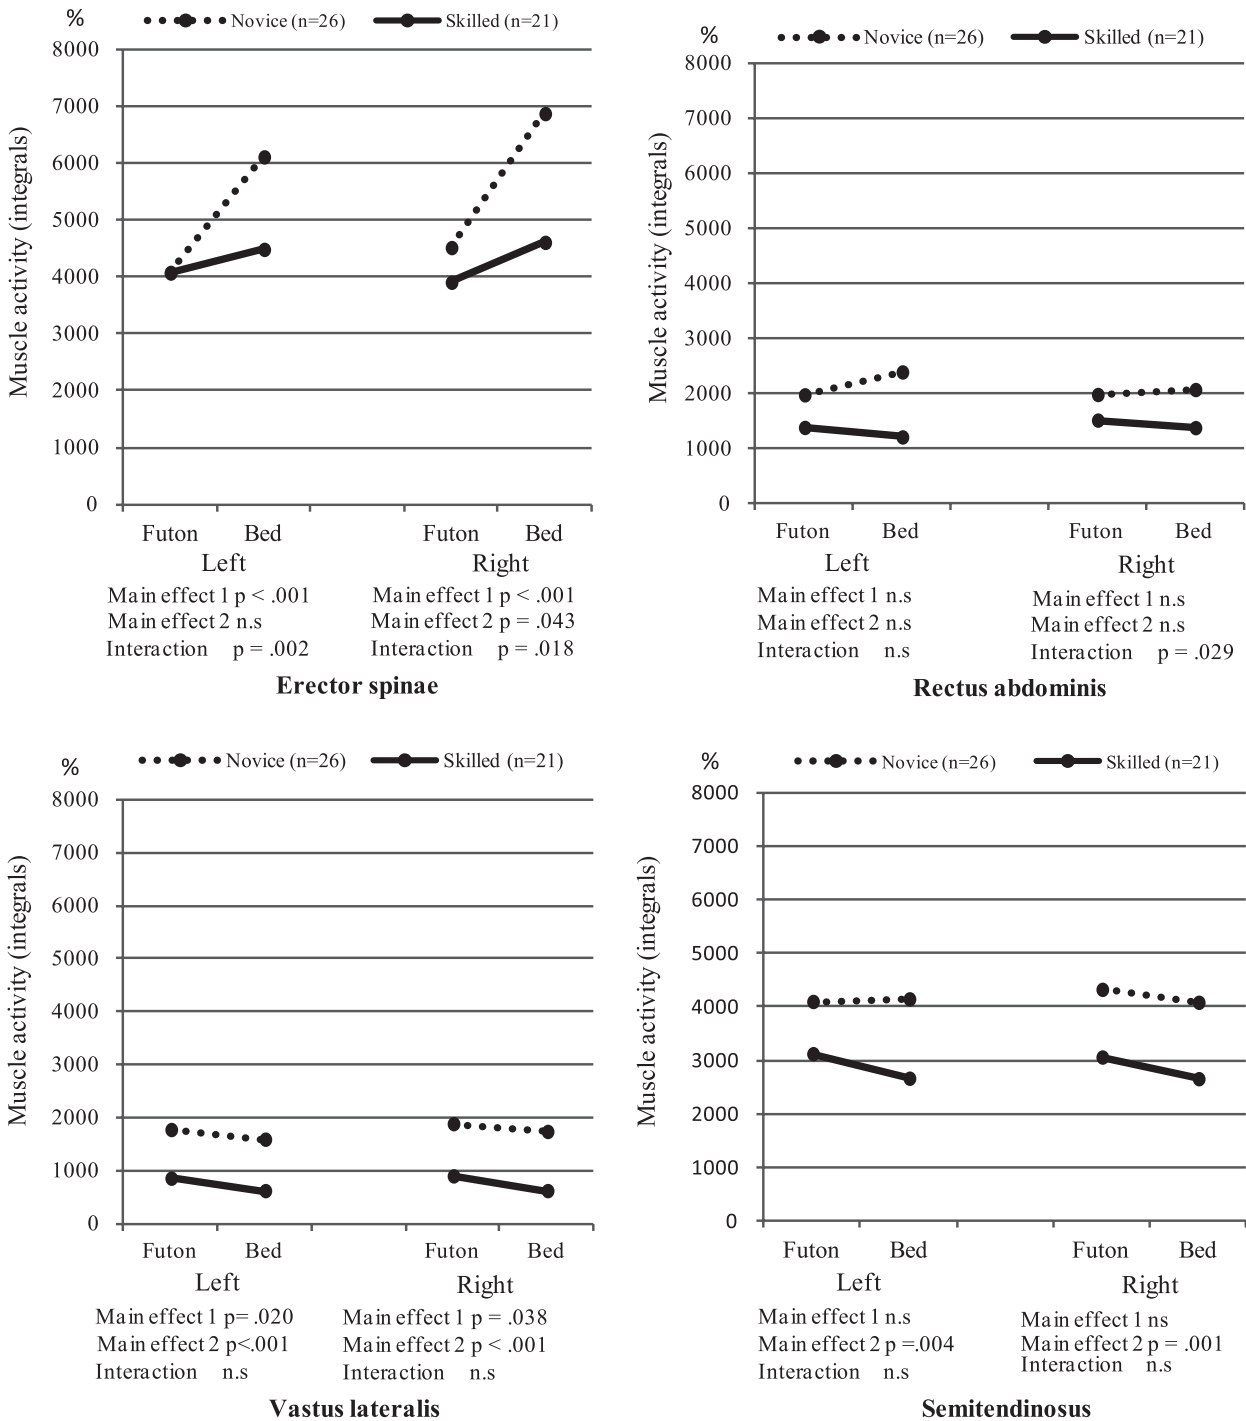 % Novice (n=26) Skilled (n=21)
8000
7000
6000
5000
4000
3000
2000
1000
0
Muscle activity (integrals)
Futon Bed Futon Bed
Left Right
Main effect 1 p < .001 Main effect 1 p < .001
Main effect 2 n.s Main effect 2 p = .043
Interaction p = .002 Interaction p = .018
Erector spinae
% Novice (n=26) Skilled (n=21)
8000
7000
6000
5000
4000
3000
2000
1000
0
Muscle activity (integrals)
Futon Bed Futon Bed
Left Right
Main effect 1 n.s Main effect 1 n.s
Main effect 2 n.s Main effect 2 n.s
Interaction n.s Interaction p = .029
Rectus abdominis
% Novice (n=26) Skilled (n=21)
8000
7000
6000
5000
4000
3000
2000
1000
0
Muscle activity (integrals)
Futon Bed Futon Bed
Left Right
Main effect 1 p= .020 Main effect 1 p = .038
Main effect 2 p<.001 Main effect 2 p < .001
Interaction n.s Interaction n.s
Vastus lateralis
% Novice (n=26) Skilled (n=21)
8000
7000
6000
5000
4000
3000
2000
1000
0
Muscle activity (integrals)
Futon Bed Futon Bed
Left Right
Main effect 1 n.s Main effect 1 ns
Main effect 2 p =.004 Main effect 2 p = .001
Interaction n.s Interaction n.s
Semitendinosus